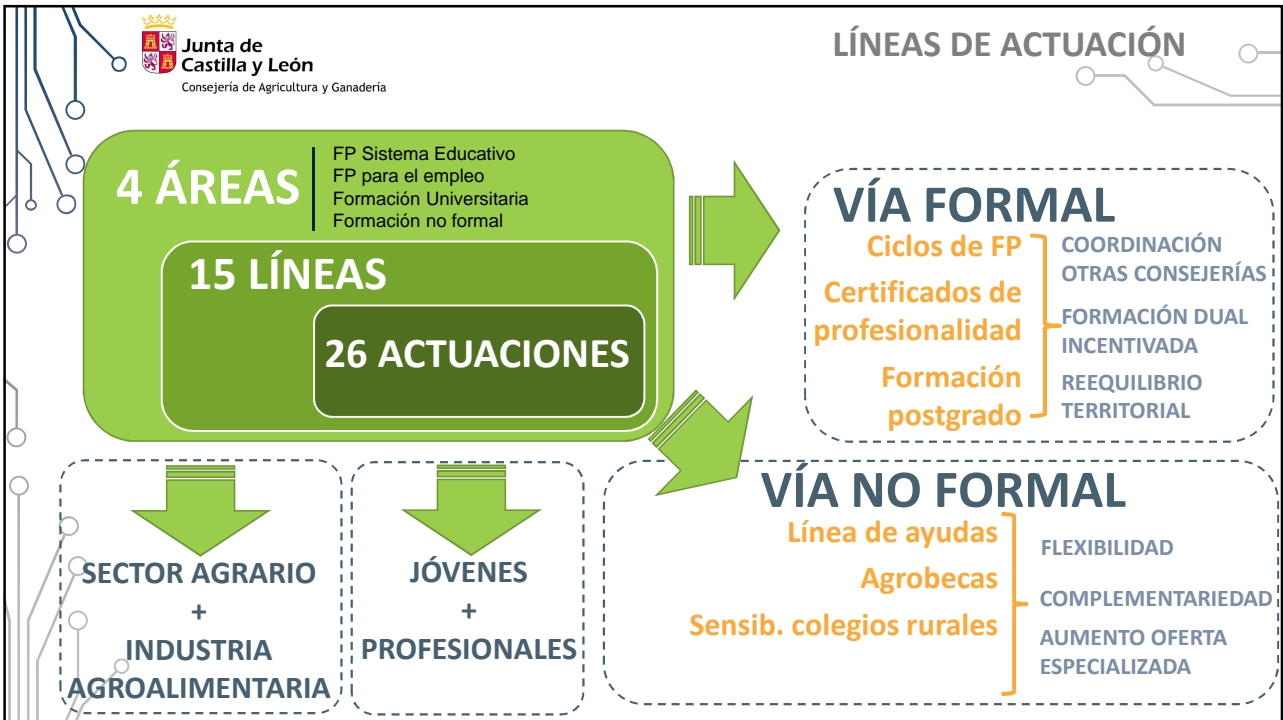 Junta de
Castilla y León
Consejería de Agricultura y Ganadería
LÍNEAS DE ACTUACIÓN
4 ÁREAS
FP Sistema Educativo
FP para el empleo
Formación Universitaria
Formación no formal
15 LÍNEAS
26 ACTUACIONES
VÍA FORMAL
Ciclos de FP
Certificados de
profesionalidad
Formación
postgrado
COORDINACIÓN
OTRAS CONSEJERÍAS
FORMACIÓN DUAL
INCENTIVADA
REEQUILIBRIO
TERRITORIAL
SECTOR AGRARIO
+
INDUSTRIA
AGROALIMENTARIA
JÓVENES
+
PROFESIONALES
VÍA NO FORMAL
Línea de ayudas
Agrobecas
Sensib. colegios rurales
FLEXIBILIDAD
COMPLEMENTARIEDAD
AUMENTO OFERTA
ESPECIALIZADA